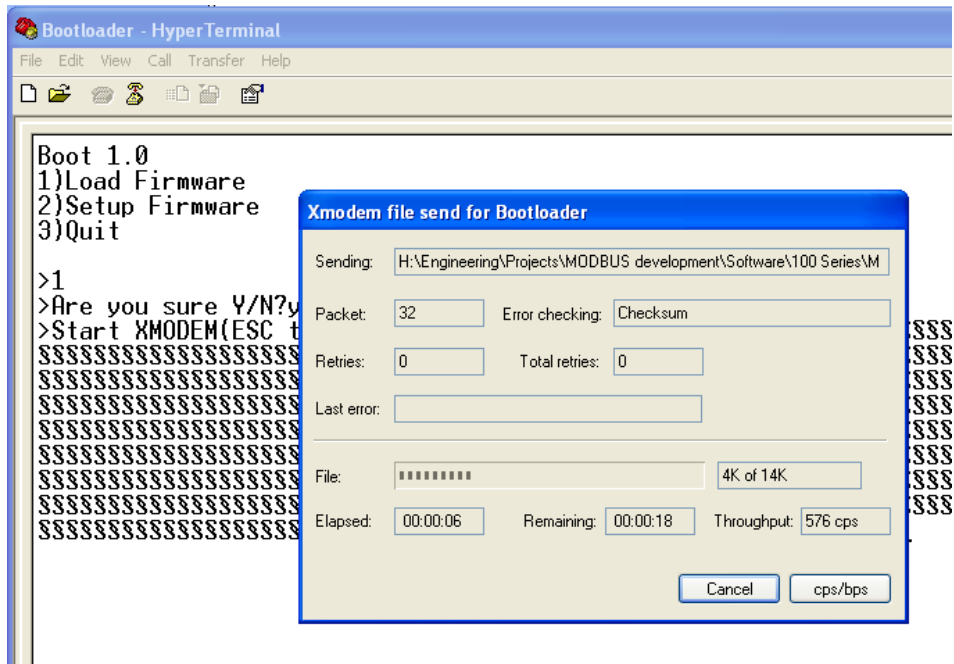 Bootloader - HyperTerminal
File Edit View Call Transfer Help
Boot 1.0
1)Load Firmware
2)Setup Firmware
3)Quit
>1
>Are you sure Y/N?y
>Start XMODEM(ESC t
Xmodem file send for Bootloader
Sending: H:\Engineering\Projects\MODBUS development\Software\100 Series\M
Packet: 32 Error checking: Checksum
Retries: 0 Total retries: 0
Last error:
File: 4K of 14K
Elapsed: 00:00:06 Remaining: 00:00:18 Throughput: 576 cps
Cancel cps/bps